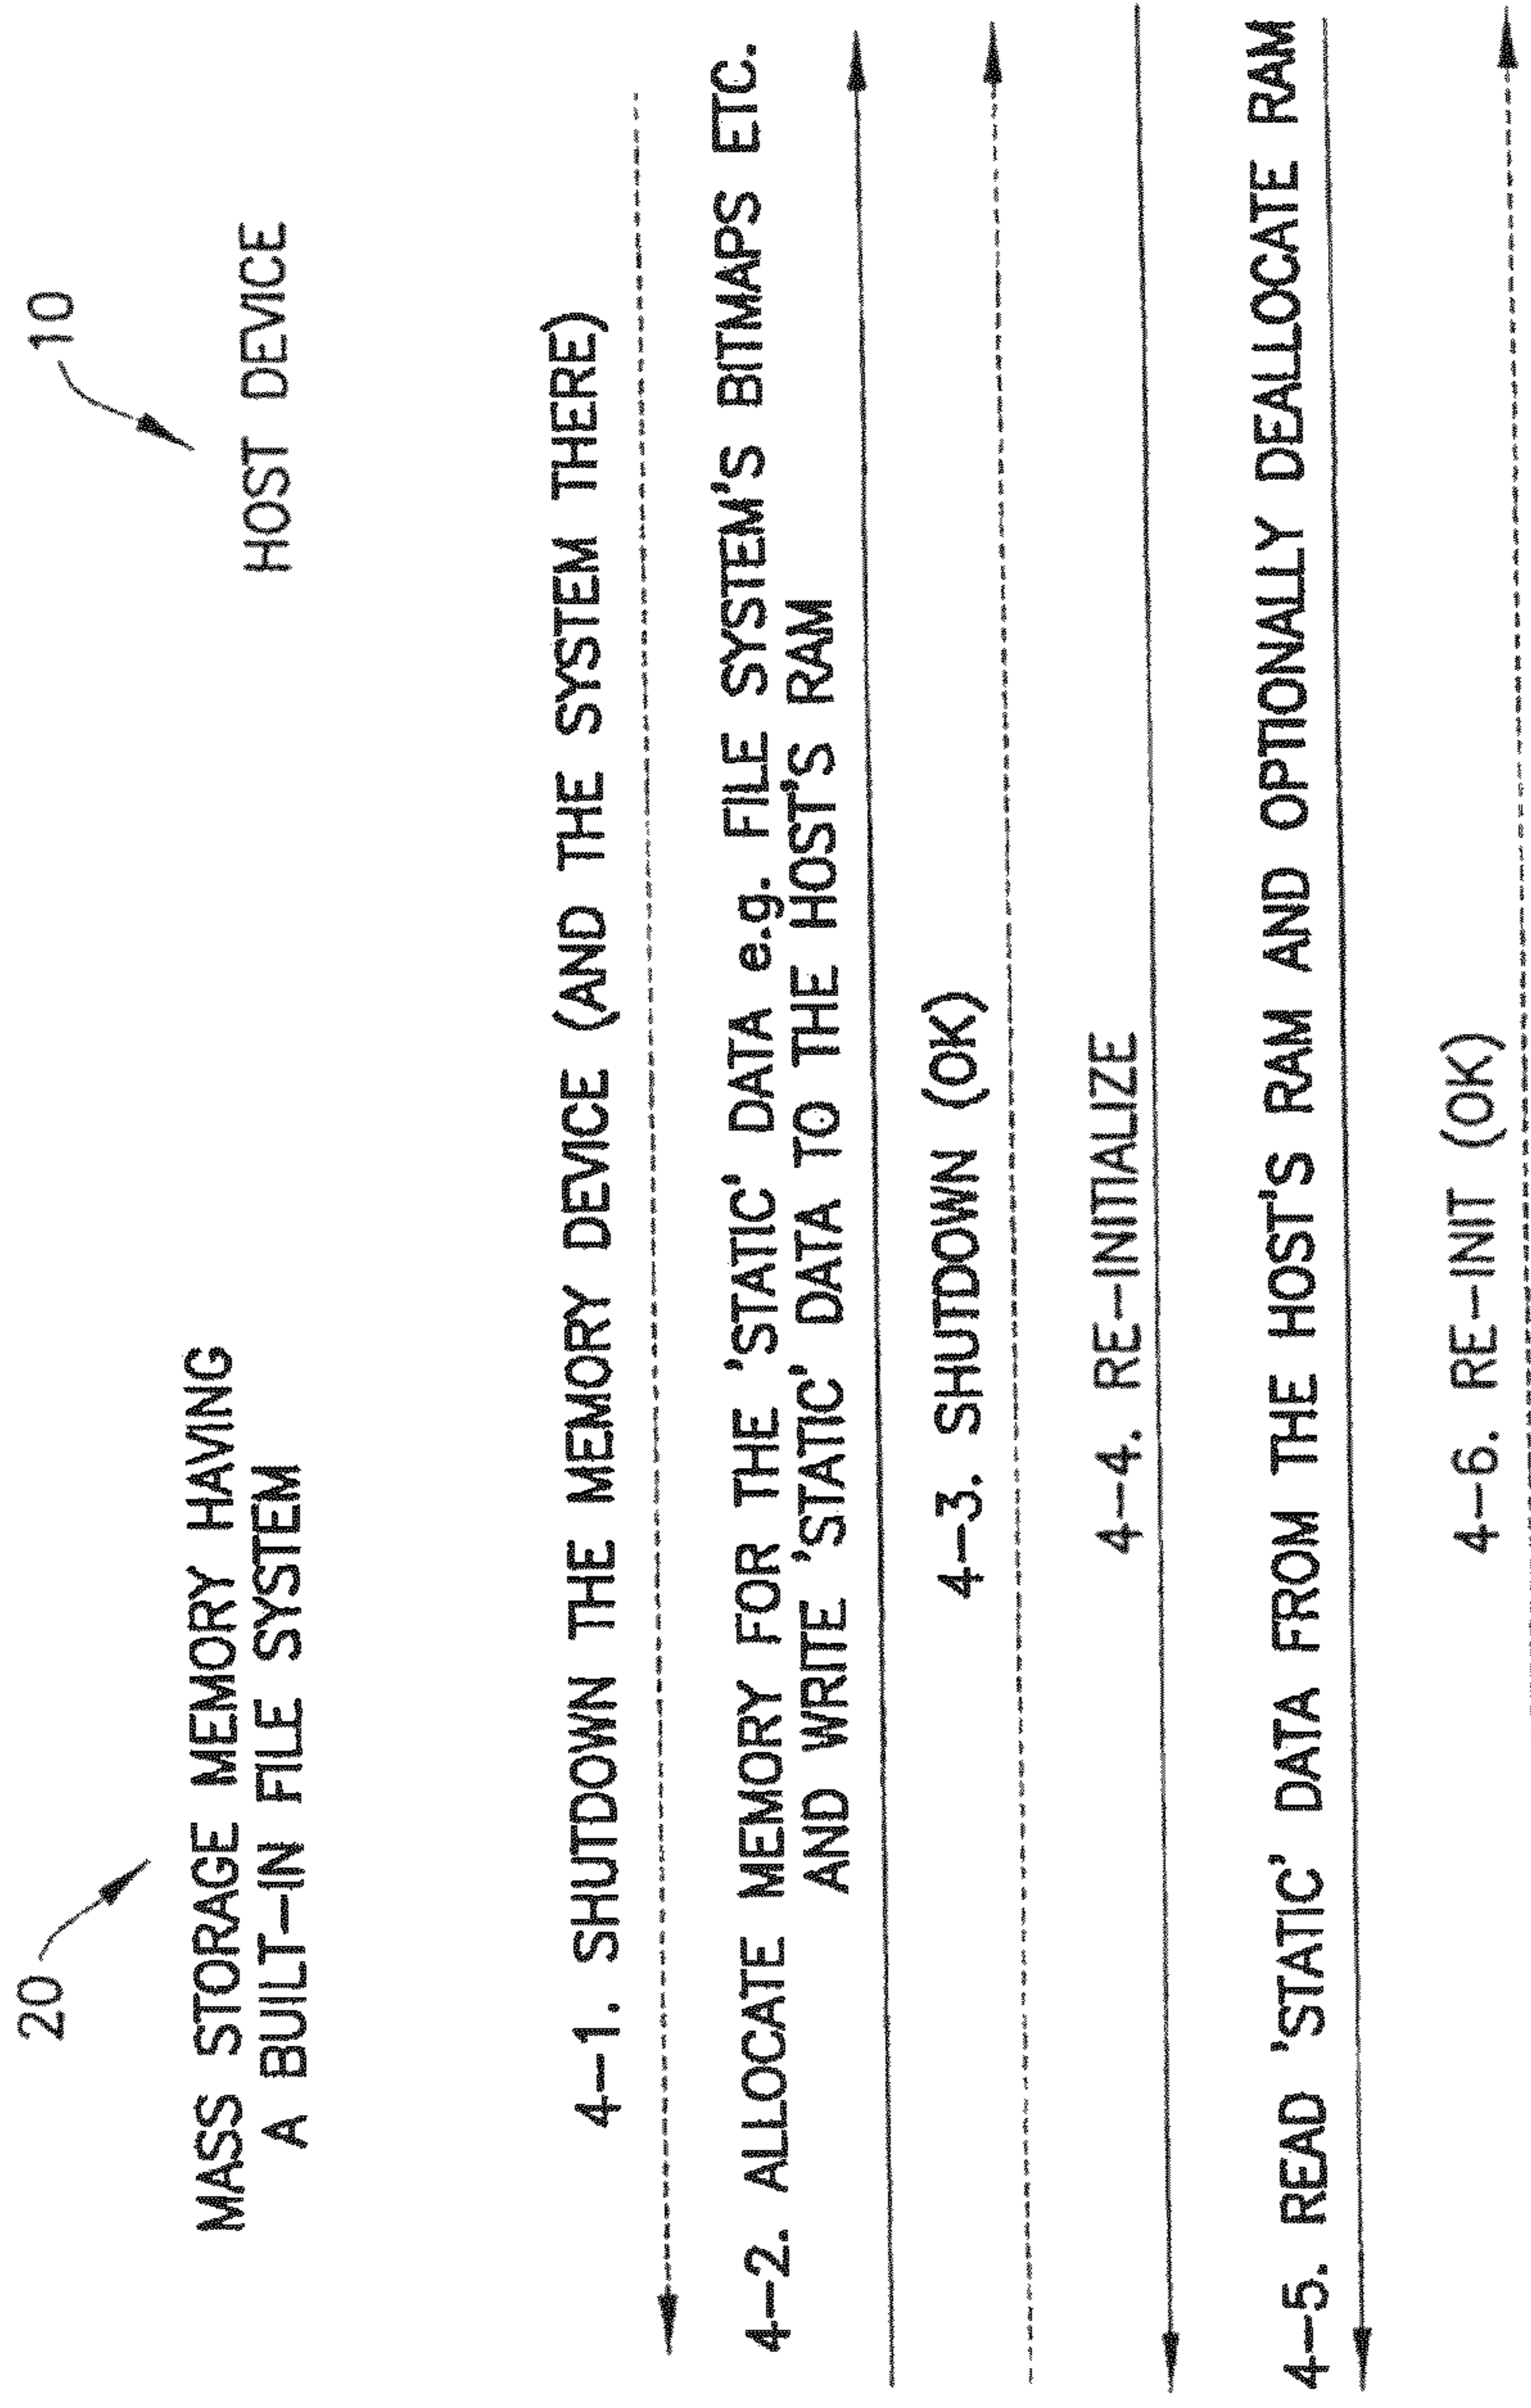 20
MASS STORAGE MEMORY HAVING
A BUILT-IN FILE SYSTEM
10
HOST DEVICE
4-1. SHUTDOWN THE MEMORY DEVICE (AND THE SYSTEM THERE)
4-2. ALLOCATE MEMORY FOR THE 'STATIC' DATA e.g. FILE SYSTEM'S BITMAPS ETC.
AND WRITE 'STATIC' DATA TO THE HOST'S RAM
4-3. SHUTDOWN (OK)
4-4. RE-INITIALIZE
4-5. READ 'STATIC' DATA FROM THE HOST'S RAM AND OPTIONALLY DEALLOCATE RAM
4-6. RE-INIT (OK)